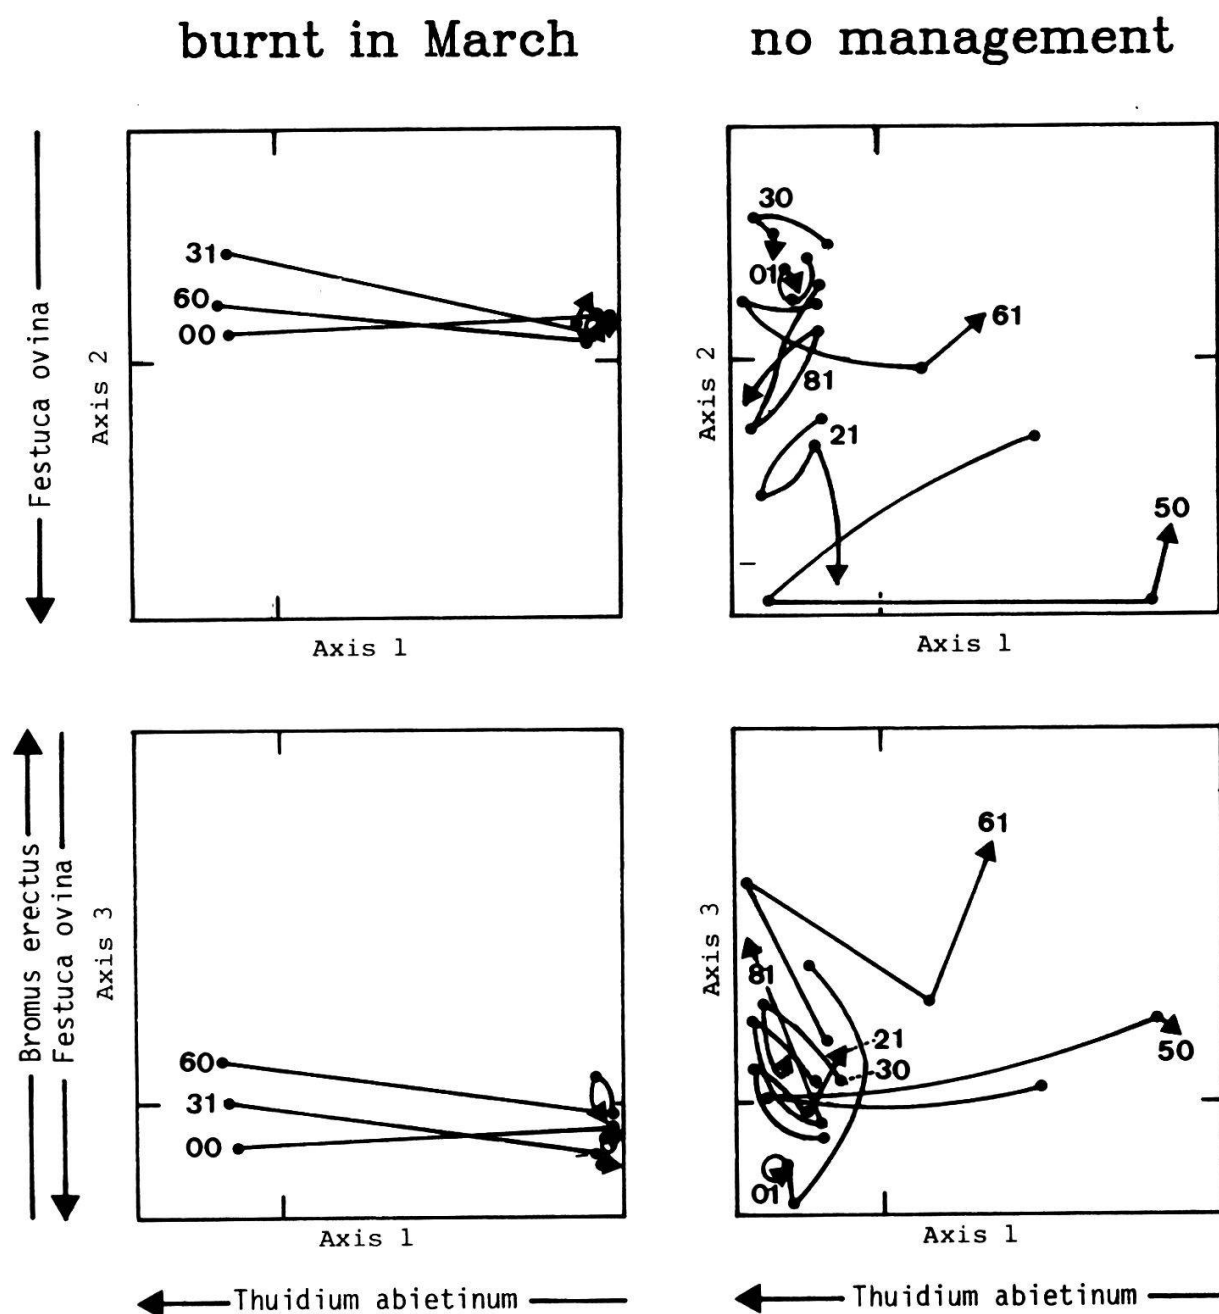 burnt in March
no management
Festuca ovina
Axis 2
31
60
00
Axis 1
Axis 2
30
01
61
81
21
50
Axis 1
Bromus erectus
Festuca ovina
Axis 3
60
31
00
Axis 1
Thuidium abietinum
Axis 3
61
81
21
30
50
01
Axis 1
Thuidium abietinum